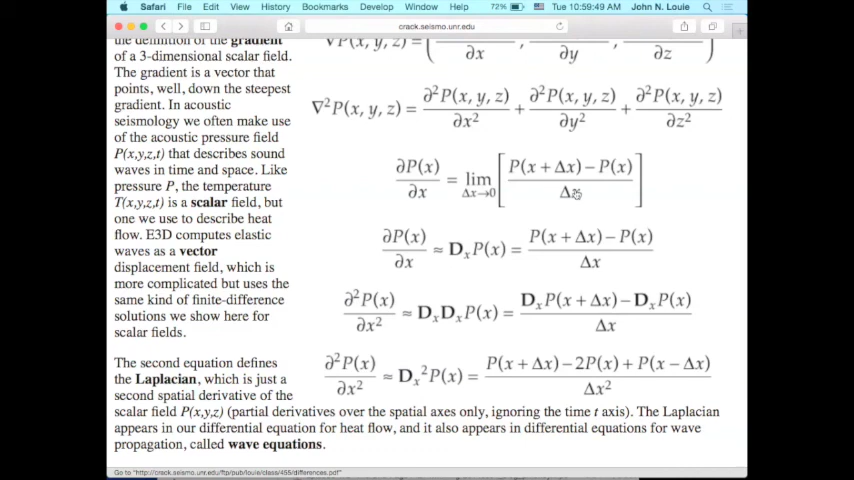 Safari File Edit View History Bookmarks Develop Window Help 72% Tue 10:59:49 AM John N. Louie
crack.seismo.unr.edu
the definition of the gradient
of a 3-dimensional scalar field.
The gradient is a vector that
points, well, down the steepest
gradient. In acoustic
seismology we often make use
of the acoustic pressure field
P(x,y,z,t) that describes sound
waves in time and space. Like
pressure P, the temperature
T(x,y,z,t) is a scalar field, but
one we use to describe heat
flow. E3D computes elastic
waves as a vector
displacement field, which is
more complicated but uses the
same kind of finite-difference
solutions we show here for
scalar fields.
The second equation defines
the Laplacian, which is just a
second spatial derivative of the
scalar field P(x,y,z) (partial derivatives over the spatial axes only, ignoring the time t axis). The Laplacian
appears in our differential equation for heat flow, and it also appears in differential equations for wave
propagation, called wave equations.
∇P(x, y, z) = ( ∂x , ∂y , ∂z )
∇²P(x, y, z) = ∂²P(x, y, z)/∂x² + ∂²P(x, y, z)/∂y² + ∂²P(x, y, z)/∂z²
∂P(x)/∂x = lim Δx→0 [ P(x + Δx) − P(x) / Δx ]
∂P(x)/∂x ≈ DₓP(x) = P(x + Δx) − P(x) / Δx
∂²P(x)/∂x² ≈ DₓDₓP(x) = DₓP(x + Δx) − DₓP(x) / Δx
∂²P(x)/∂x² ≈ Dₓ²P(x) = P(x + Δx) − 2P(x) + P(x − Δx) / Δx²
Go to "http://crack.seismo.unr.edu/ftp/pub/louie/class/455/differences.pdf"